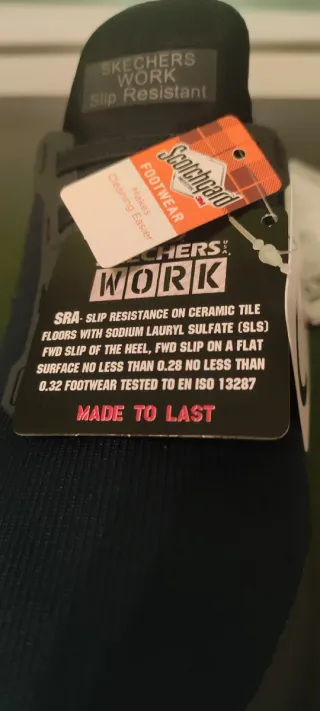 SKECHERS
WORK
Slip Resistant
Scotchgard
3M
FOOTWEAR
Makes
Cleaning Easier
SKECHERS USA
WORK
SRA- SLIP RESISTANCE ON CERAMIC TILE
FLOORS WITH SODIUM LAURYL SULFATE (SLS)
FWD SLIP OF THE HEEL, FWD SLIP ON A FLAT
SURFACE NO LESS THAN 0.28 NO LESS THAN
0.32 FOOTWEAR TESTED TO EN ISO 13287
MADE TO LAST